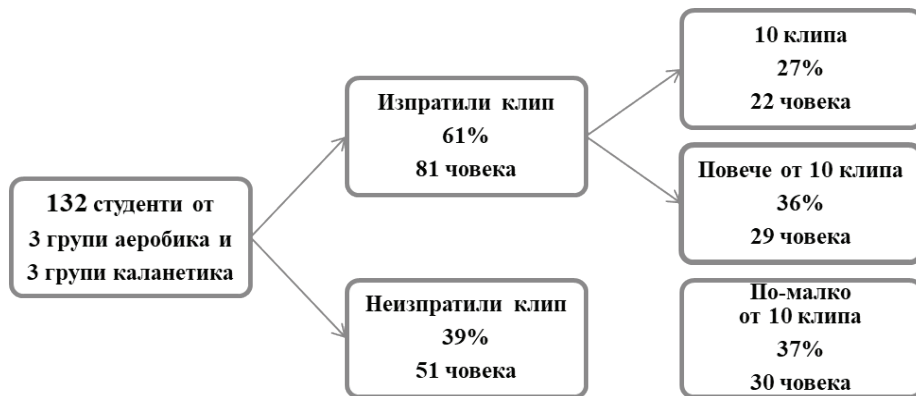 132 студенти от
3 групи аеробика и
3 групи каланетика
Изпратили клип
61%
81 човека
Неизпратили клип
39%
51 човека
10 клипа
27%
22 човека
Повече от 10 клипа
36%
29 човека
По-малко
от 10 клипа
37%
30 човека